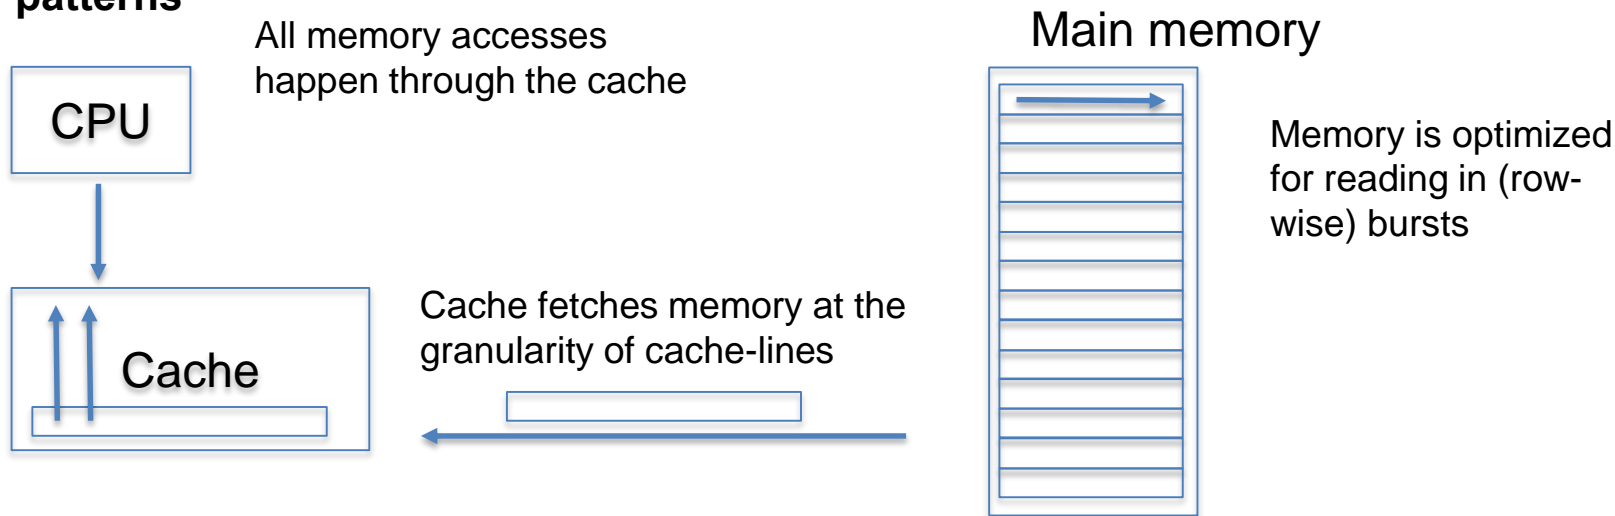 patterns
All memory accesses
happen through the cache
Main memory
CPU
Memory is optimized
for reading in (row-
wise) bursts
Cache fetches memory at the
granularity of cache-lines
Cache